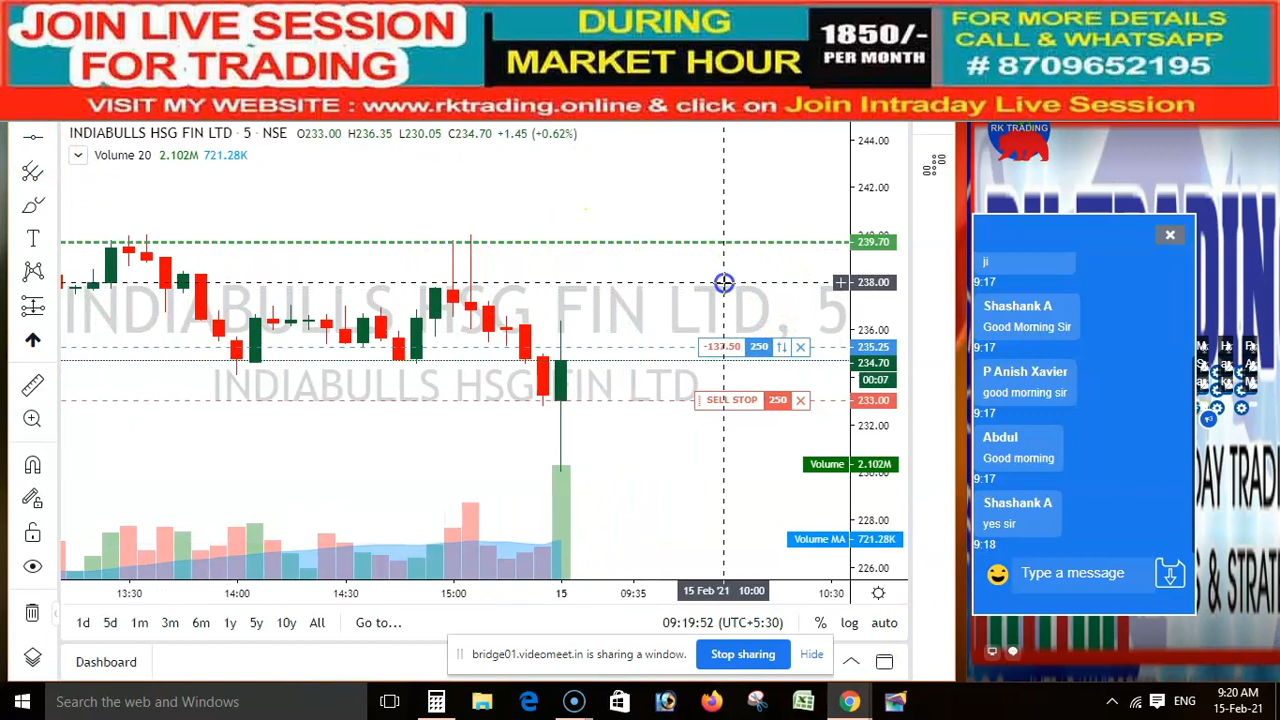 JOIN LIVE SESSION
FOR TRADING
DURING
MARKET HOUR
1850/-
PER MONTH
FOR MORE DETAILS
CALL & WHATSAPP
# 8709652195
VISIT MY WEBSITE : www.rktrading.online & click on Join Intraday Live Session
INDIABULLS HSG FIN LTD · 5 · NSE O233.00 H236.35 L230.05 C234.70 +1.45 (+0.62%)
Volume 20 2.102M 721.28K
244.00
242.00
239.70
238.00
236.00
INDIABULLS HSG FIN LTD, 5
-137.50 250 235.25
234.70
00:07
INDIABULLS HSG FIN LTD
SELL STOP 250 233.00
232.00
Volume 2.102M
228.00
Volume MA 721.28K
226.00
13:30 14:00 14:30 15:00 15 09:35 15 Feb '21 10:00 10:30
1d 5d 1m 3m 6m 1y 5y 10y All Go to... 09:19:52 (UTC+5:30) % log auto
bridge01.videomeet.in is sharing a window. Stop sharing Hide
Dashboard
RK TRADING
ji
9:17
Shashank A
Good Morning Sir
9:17
P Anish Xavier
good morning sir
9:17
Abdul
Good morning
9:17
Shashank A
yes sir
9:18
Type a message
Search the web and Windows
ENG
9:20 AM
15-Feb-21